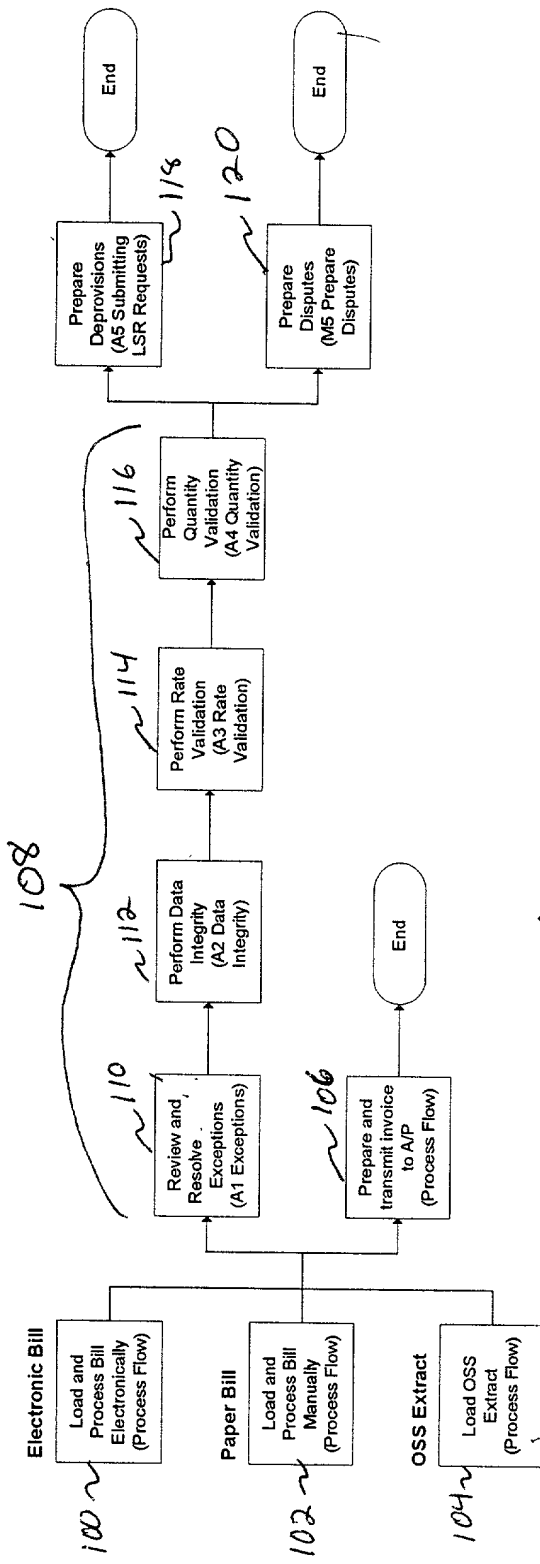 Electronic Bill
100
Load and
Process Bill
Electronically
(Process Flow)
Paper Bill
102
Load and
Process Bill
Manually
(Process Flow)
OSS Extract
104
Load OSS
Extract
(Process Flow)
108
110
Review and
Resolve
Exceptions
(A1 Exceptions)
112
Perform Data
Integrity
(A2 Data
Integrity)
114
Perform Rate
Validation
(A3 Rate
Validation)
116
Perform
Quantity
Validation
(A4 Quantity
Validation)
106
Prepare and
transmit invoice
to A/P
(Process Flow)
End
Prepare
Deprovisions
(A5 Submitting
LSR Requests)
118
End
120
Prepare
Disputes
(M5 Prepare
Disputes)
End